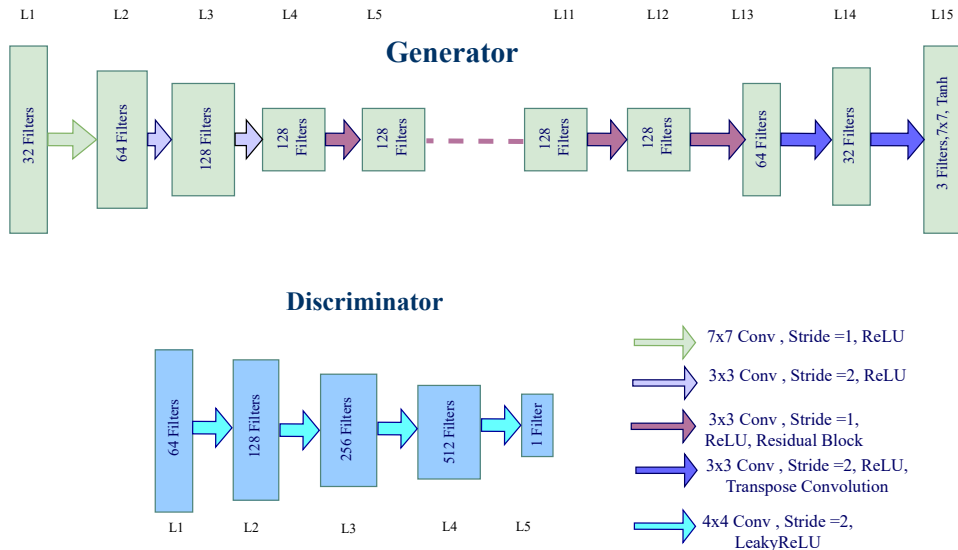 L1 L2 L3 L4 L5 L11 L12 L13 L14 L15
Generator
32 Filters
64 Filters
128 Filters
128
Filters
128
Filters
128
Filters
128
Filters
64 Filters
32 Filters
3 Filters,7x7, Tanh
Discriminator
64 Filters
128 Filters
256 Filters
512 Filters
1 Filter
L1 L2 L3 L4 L5
7x7 Conv , Stride =1, ReLU
3x3 Conv , Stride =2, ReLU
3x3 Conv , Stride =1,
ReLU, Residual Block
3x3 Conv , Stride =2, ReLU,
Transpose Convolution
4x4 Conv , Stride =2,
LeakyReLU